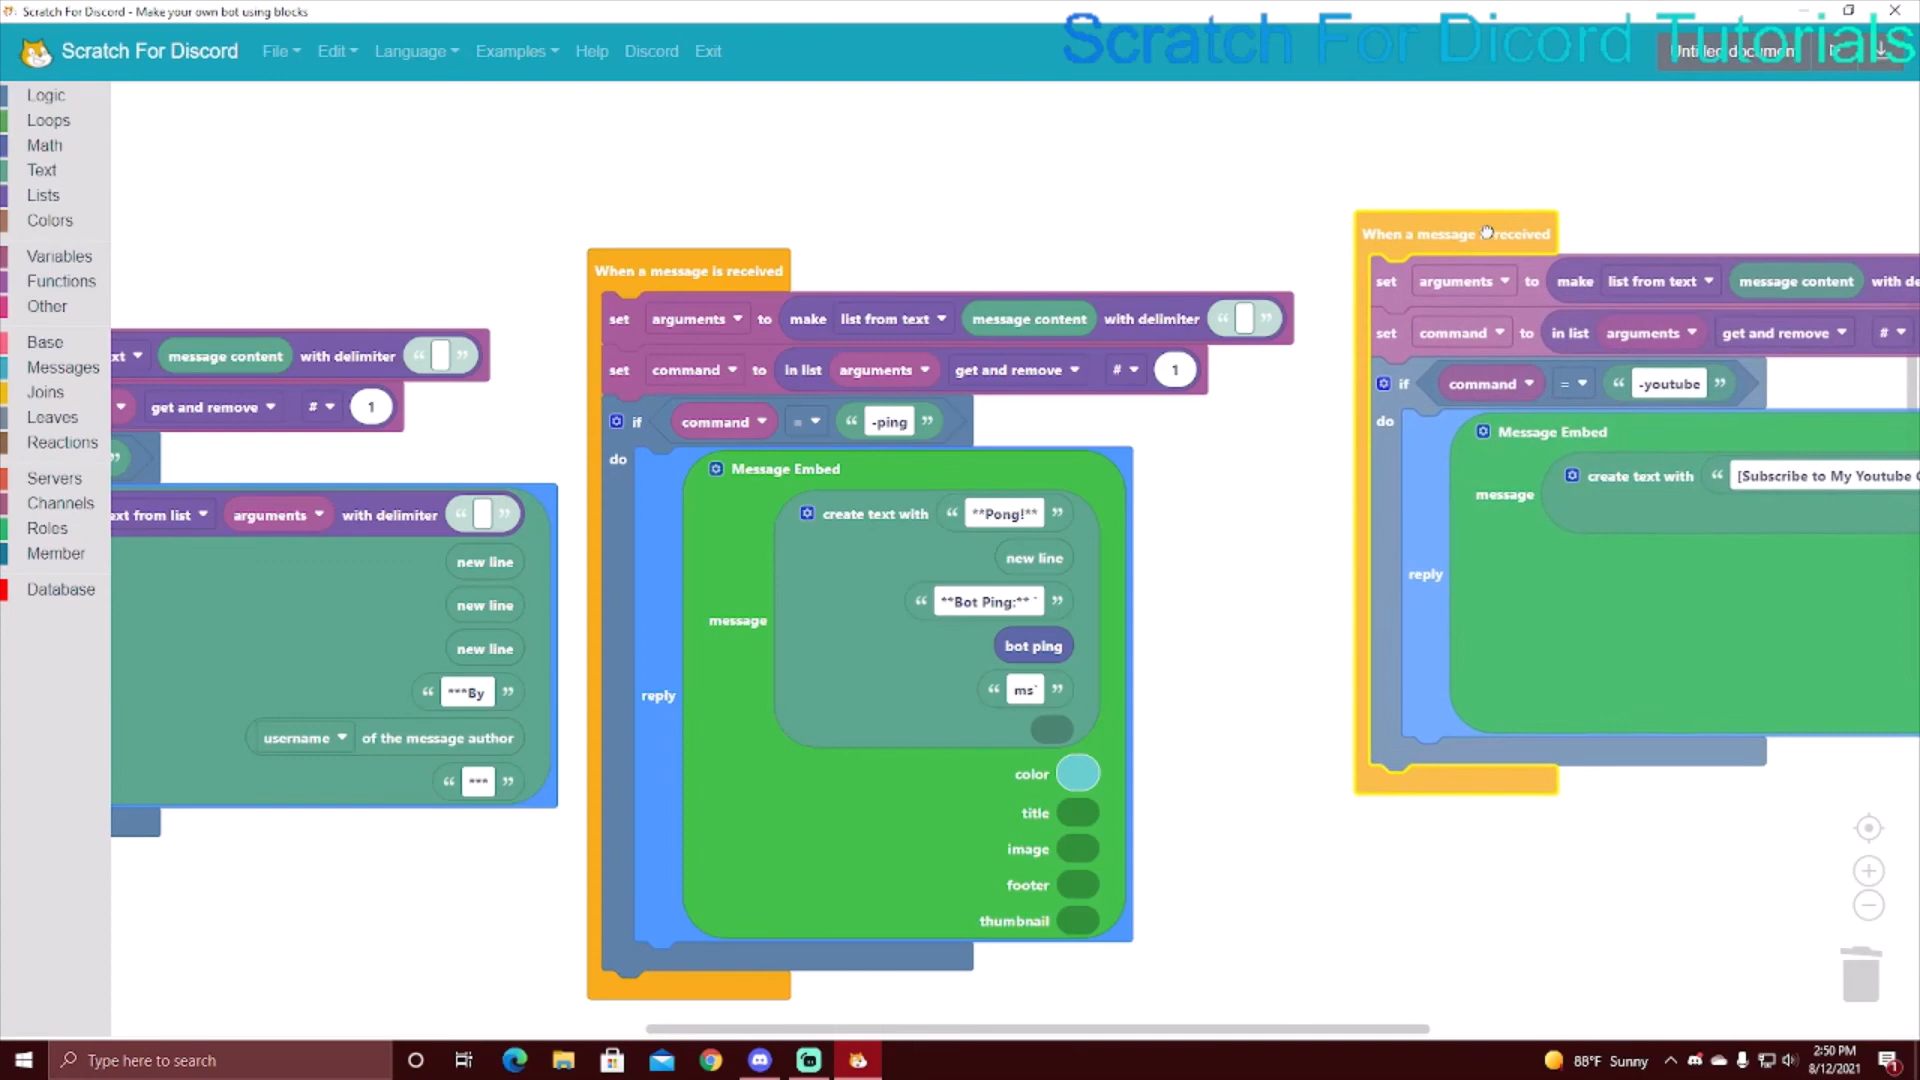 Scratch For Discord - Make your own bot using blocks
Scratch For Discord
File
Edit
Language
Examples
Help
Discord
Exit
Scratch For Dicord Tutorials
Untitled document
Logic
Loops
Math
Text
Lists
Colors
Variables
Functions
Other
Base
Messages
Joins
Leaves
Reactions
Servers
Channels
Roles
Member
Database
message content with delimiter “ ”
get and remove # 1
”
ext from list arguments with delimiter “ ”
new line
new line
new line
“ ***By ”
username of the message author
“ *** ”
When a message is received
set arguments to make list from text message content with delimiter “ ”
set command to in list arguments get and remove # 1
if command = “ -ping ”
do
Message Embed
create text with “ **Pong!** ”
new line
“ **Bot Ping:** ` ”
message
bot ping
“ ms` ”
reply
color
title
image
footer
thumbnail
When a message received
set arguments to make list from text message content with de
set command to in list arguments get and remove #
if command = “ -youtube ”
do
Message Embed
create text with “ [Subscribe to My Youtube
message
reply
Type here to search
88°F Sunny
2:50 PM
8/12/2021
1